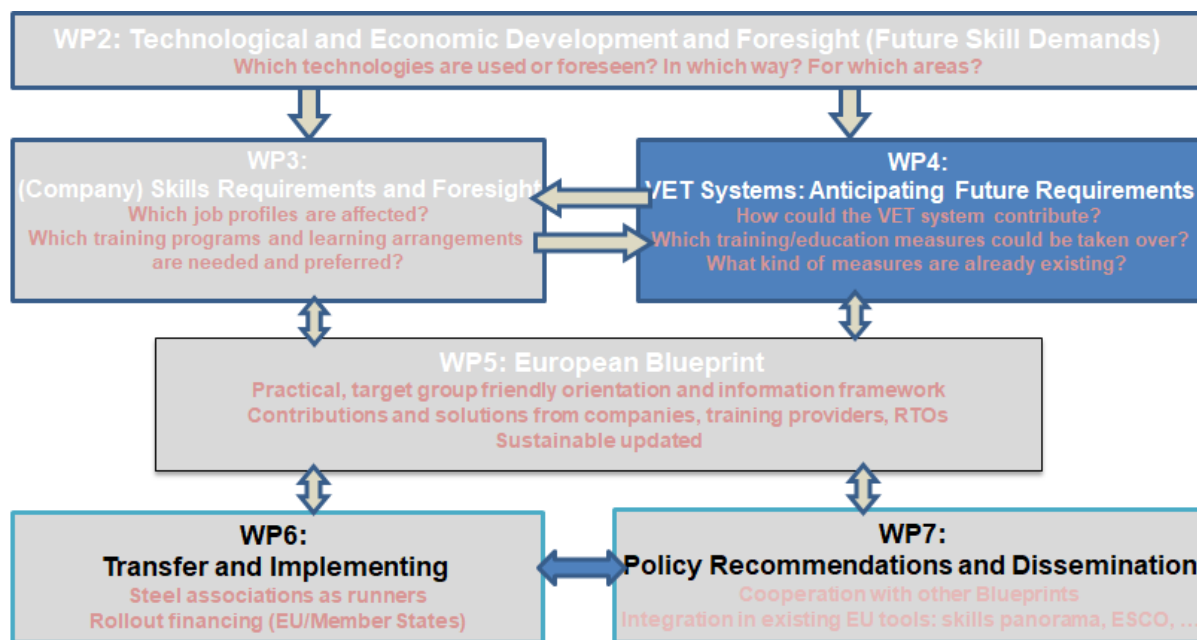 WP2: Technological and Economic Development and Foresight (Future Skill Demands)
Which technologies are used or foreseen? In which way? For which areas?
WP3:
(Company) Skills Requirements and Foresight
Which job profiles are affected?
Which training programs and learning arrangements
are needed and preferred?
WP4:
VET Systems: Anticipating Future Requirements
How could the VET system contribute?
Which training/education measures could be taken over?
What kind of measures are already existing?
WP5: European Blueprint
Practical, target group friendly orientation and information framework
Contributions and solutions from companies, training providers, RTOs
Sustainable updated
WP6:
Transfer and Implementing
Steel associations as runners
Rollout financing (EU/Member States)
WP7:
Policy Recommendations and Dissemination
Cooperation with other Blueprints
Integration in existing EU tools: skills panorama, ESCO, …